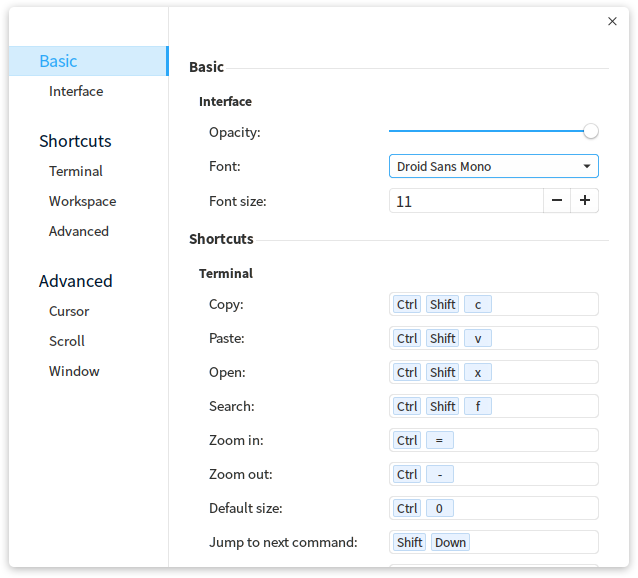 Basic
Interface
Shortcuts
Terminal
Workspace
Advanced
Advanced
Cursor
Scroll
Window
Basic
Interface
Opacity:
Font: Droid Sans Mono
Font size: 11
Shortcuts
Terminal
Copy: Ctrl Shift c
Paste: Ctrl Shift v
Open: Ctrl Shift x
Search: Ctrl Shift f
Zoom in: Ctrl =
Zoom out: Ctrl -
Default size: Ctrl 0
Jump to next command: Shift Down